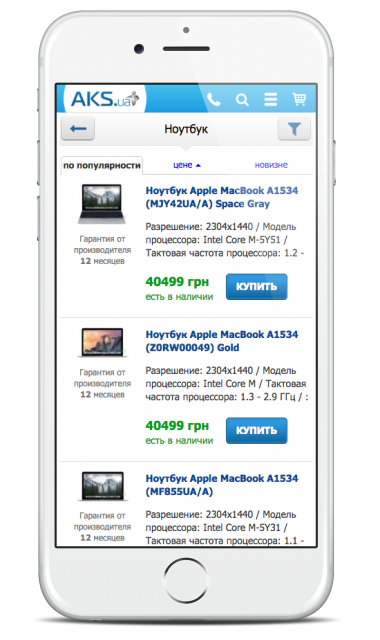 AKS.ua
Ноутбук
по популярности цене новизне
Ноутбук Apple MacBook A1534
(MJY42UA/A) Space Gray
Гарантия от
производителя
12 месяцев
Разрешение: 2304x1440 / Модель
процессора: Intel Core M-5Y51 /
Тактовая частота процессора: 1.2 -
40499 грн
есть в наличии
КУПИТЬ
Ноутбук Apple MacBook A1534
(Z0RW00049) Gold
Гарантия от
производителя
12 месяцев
Разрешение: 2304x1440 / Модель
процессора: Intel Core M / Тактовая
частота процессора: 1.3 - 2.9 ГГц / :
40499 грн
есть в наличии
КУПИТЬ
Ноутбук Apple MacBook A1534
(MF855UA/A)
Гарантия от
производителя
12 месяцев
Разрешение: 2304x1440 / Модель
процессора: Intel Core M-5Y31 /
Тактовая частота процессора: 1.1 -